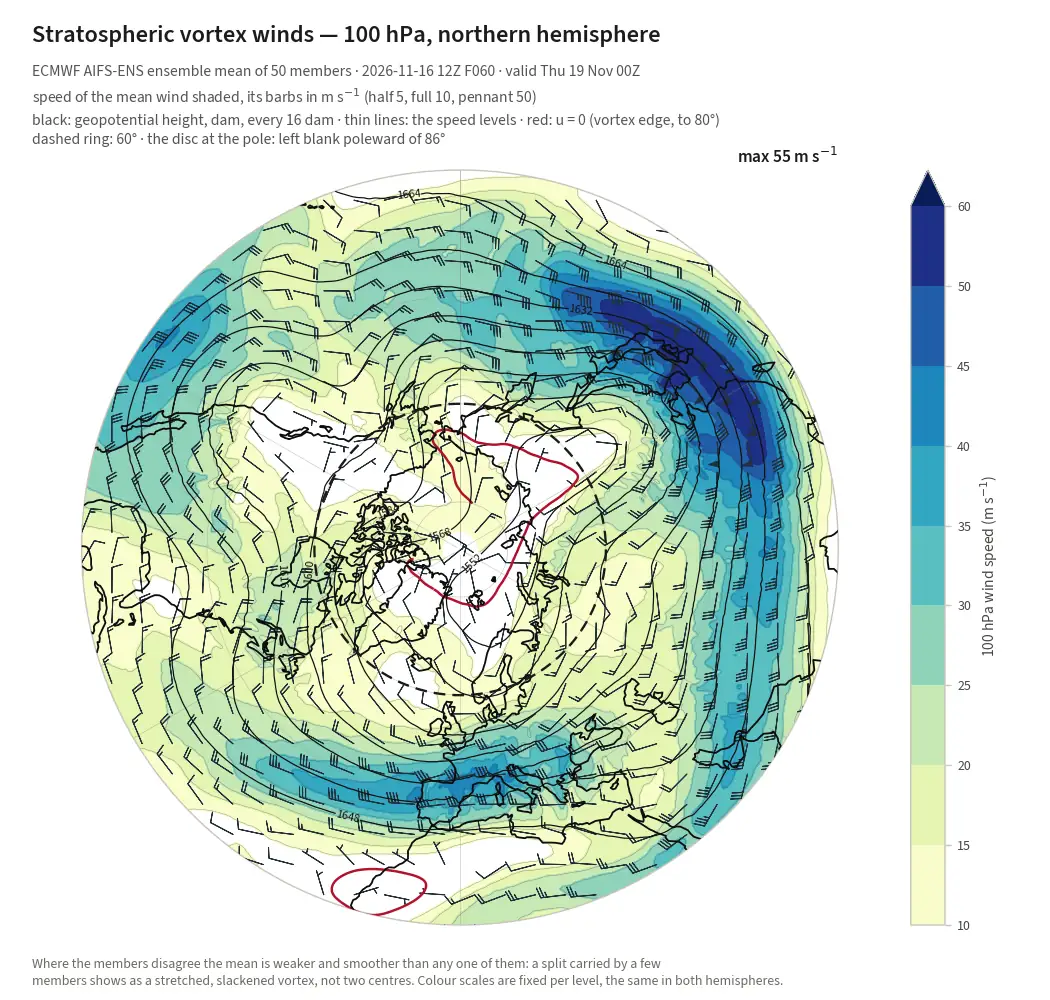 Stratospheric vortex winds — 100 hPa, northern hemisphere
ECMWF AIFS-ENS ensemble mean of 50 members · 2026-11-16 12Z F060 · valid Thu 19 Nov 00Z
speed of the mean wind shaded, its barbs in m s⁻¹ (half 5, full 10, pennant 50)
black: geopotential height, dam, every 16 dam · thin lines: the speed levels · red: u = 0 (vortex edge, to 80°)
dashed ring: 60° · the disc at the pole: left blank poleward of 86°
max 55 m s⁻¹
1664
1664
1632
1568
1552
1648
60
50
45
40
35
30
25
20
15
10
100 hPa wind speed (m s⁻¹)
Where the members disagree the mean is weaker and smoother than any one of them: a split carried by a few
members shows as a stretched, slackened vortex, not two centres. Colour scales are fixed per level, the same in both hemispheres.